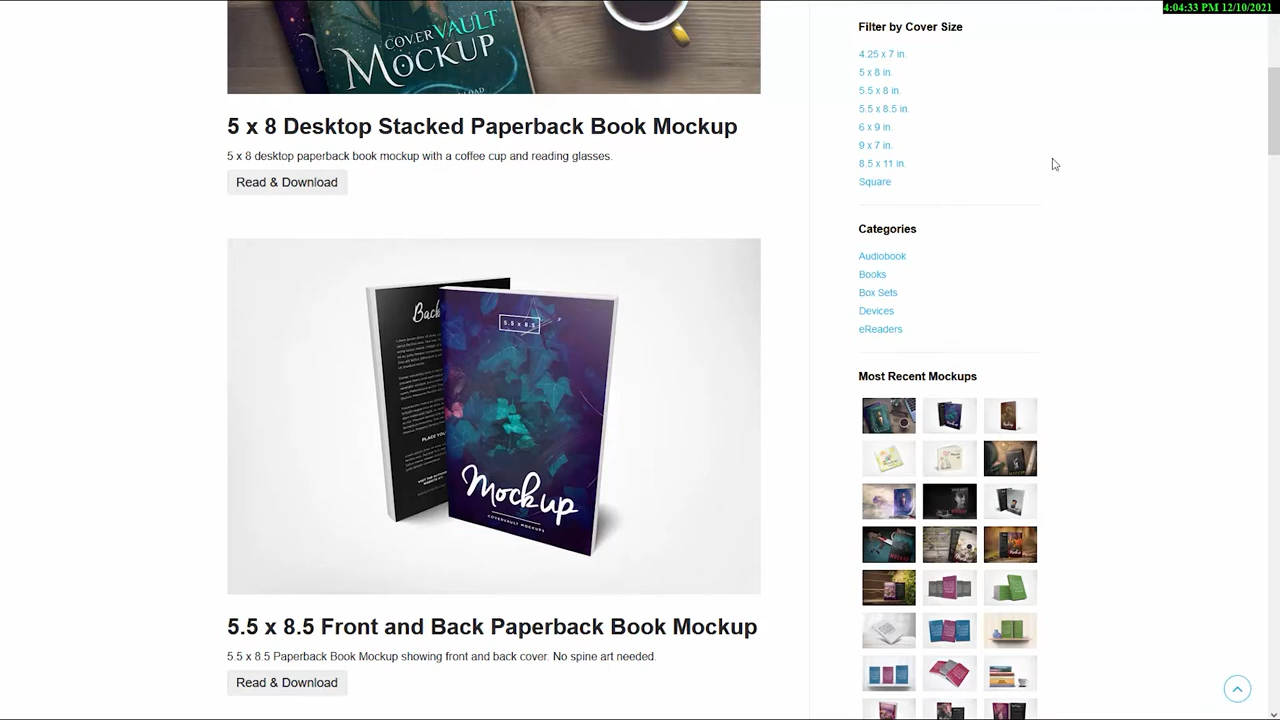 4:04:33 PM 12/10/2021
COVERVAULT
MOCKUP
5 x 8 Desktop Stacked Paperback Book Mockup
5 x 8 desktop paperback book mockup with a coffee cup and reading glasses.
Read & Download
Back
PLACE YOU
5.5 x 8.5
Mockup
COVERVAULT MOCKUPS
5.5 x 8.5 Front and Back Paperback Book Mockup
5.5 x 8.5 Paperback Book Mockup showing front and back cover. No spine art needed.
Read & Download
Filter by Cover Size
4.25 x 7 in.
5 x 8 in.
5.5 x 8 in.
5.5 x 8.5 in.
6 x 9 in.
9 x 7 in.
8.5 x 11 in.
Square
Categories
Audiobook
Books
Box Sets
Devices
eReaders
Most Recent Mockups